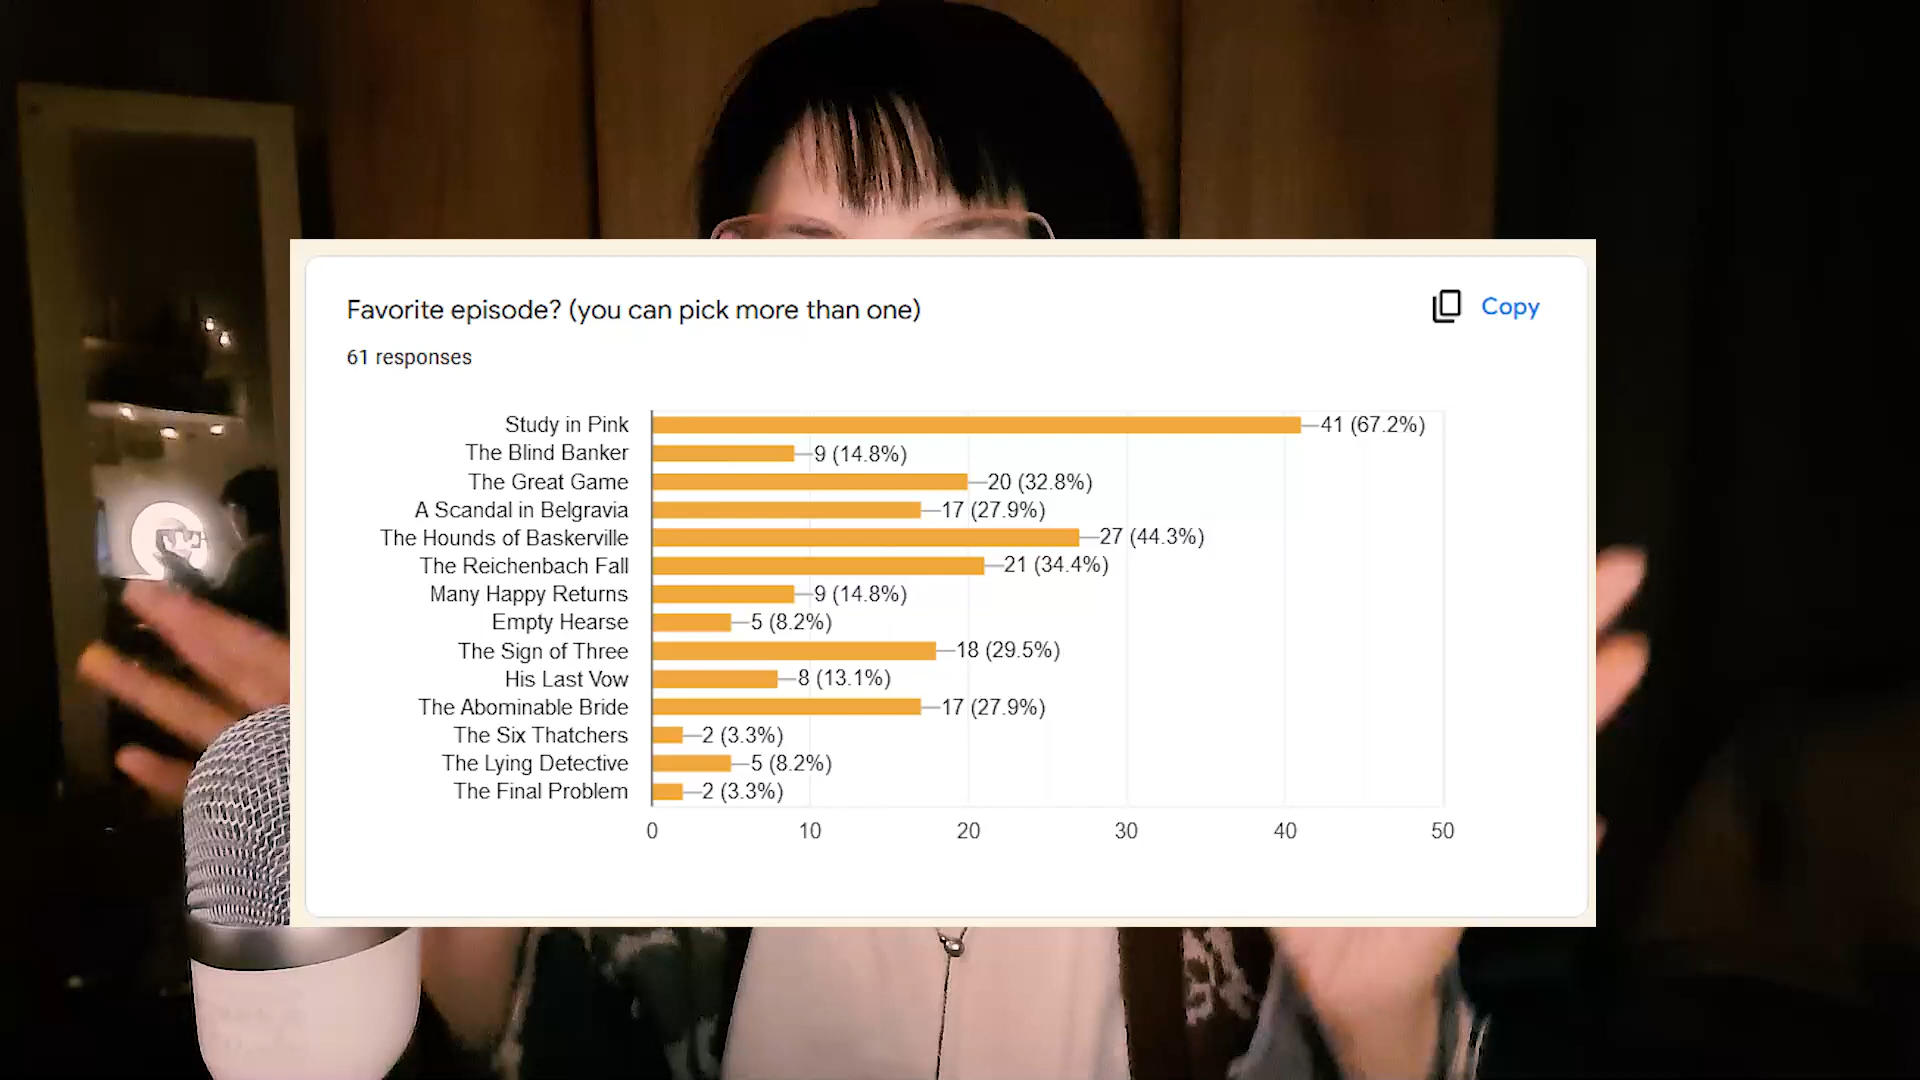 Favorite episode? (you can pick more than one)
Copy
61 responses
Study in Pink 41 (67.2%)
The Blind Banker 9 (14.8%)
The Great Game 20 (32.8%)
A Scandal in Belgravia 17 (27.9%)
The Hounds of Baskerville 27 (44.3%)
The Reichenbach Fall 21 (34.4%)
Many Happy Returns 9 (14.8%)
Empty Hearse 5 (8.2%)
The Sign of Three 18 (29.5%)
His Last Vow 8 (13.1%)
The Abominable Bride 17 (27.9%)
The Six Thatchers 2 (3.3%)
The Lying Detective 5 (8.2%)
The Final Problem 2 (3.3%)
0 10 20 30 40 50